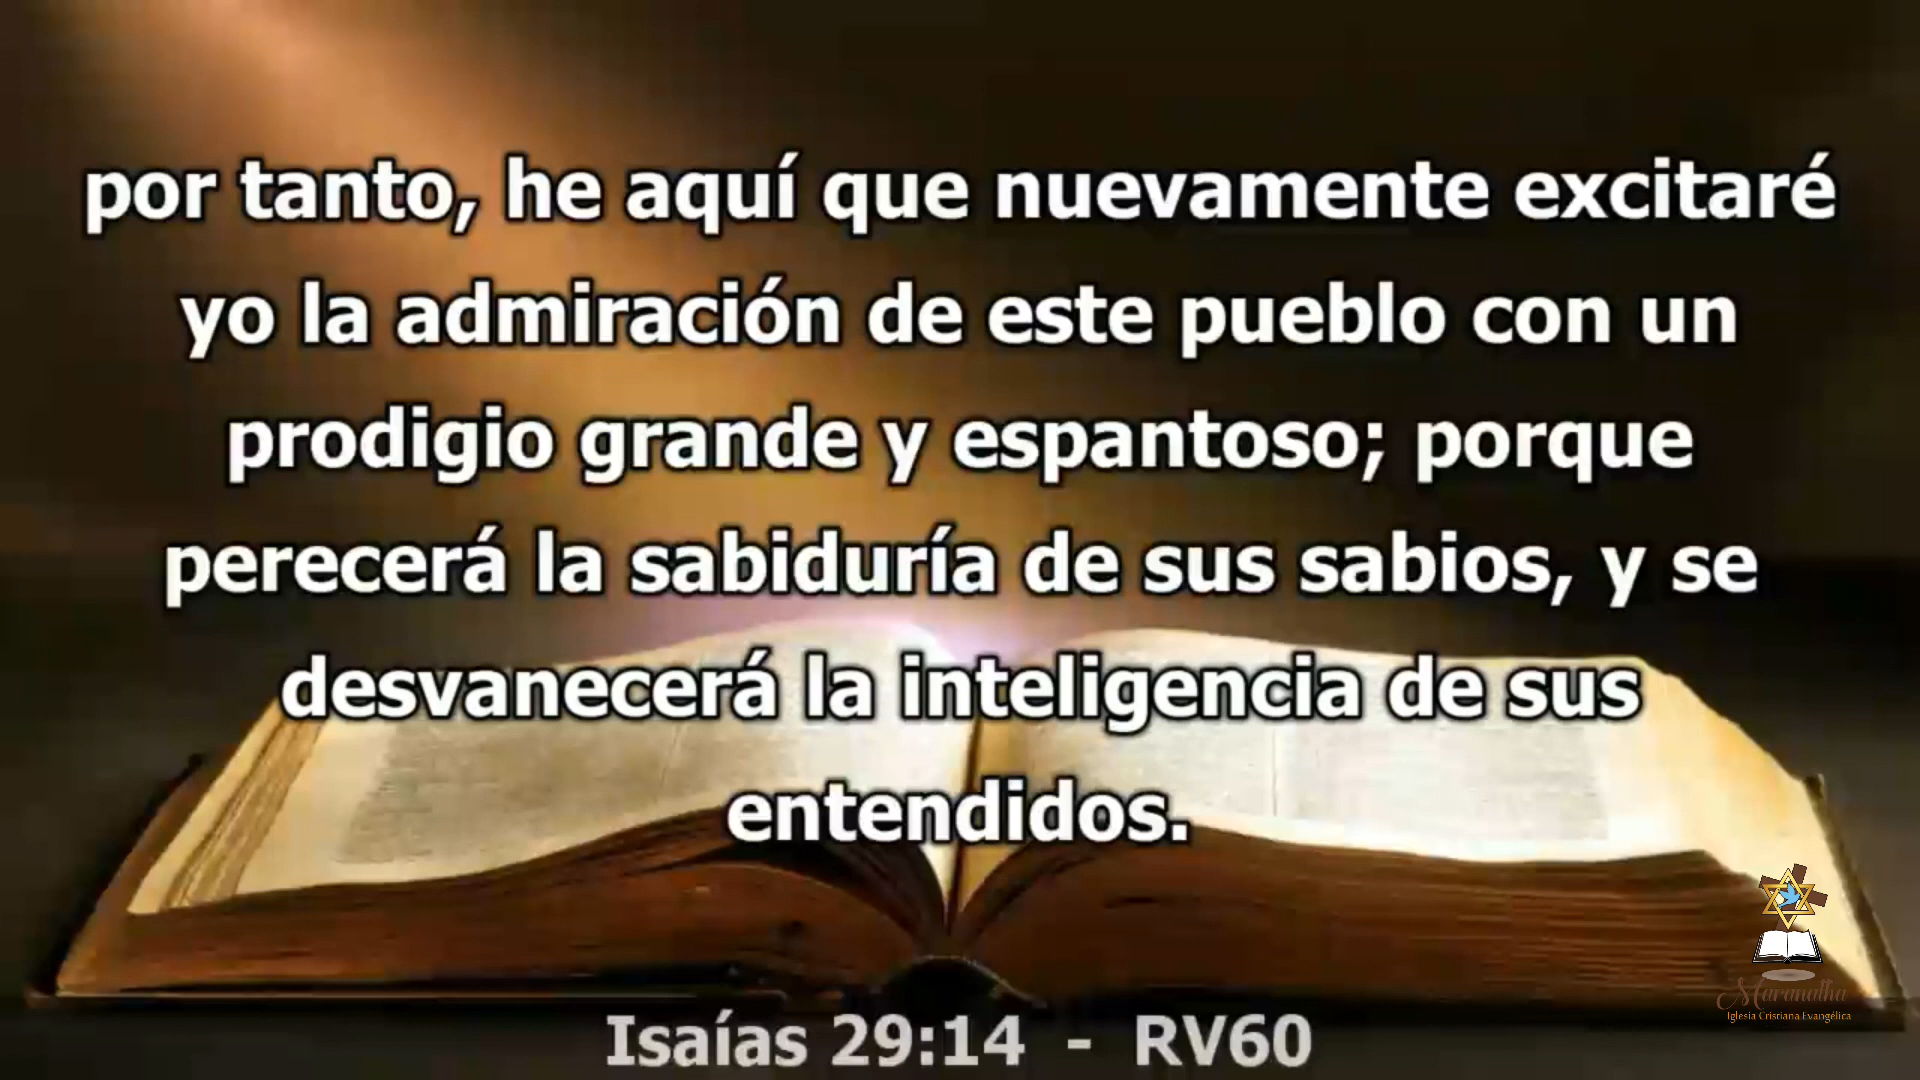 por tanto, he aquí que nuevamente excitaré
yo la admiración de este pueblo con un
prodigio grande y espantoso; porque
perecerá la sabiduría de sus sabios, y se
desvanecerá la inteligencia de sus
entendidos.
Maranatha
Iglesia Cristiana Evangélica
Isaías 29:14 - RV60